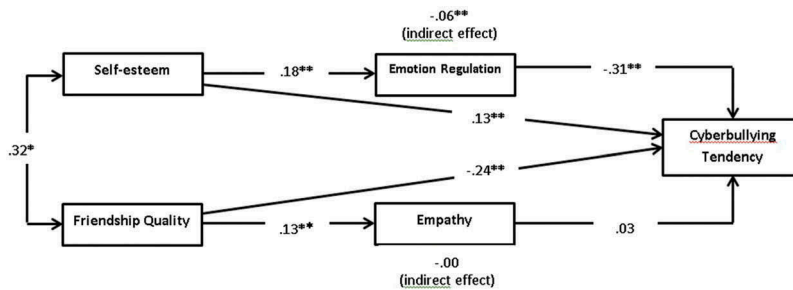 -.06**
(indirect effect)
Self-esteem
.18**
Emotion Regulation
-.31**
.13**
Cyberbullying
Tendency
.32*
-.24**
Friendship Quality
.13**
Empathy
.03
-.00
(indirect effect)